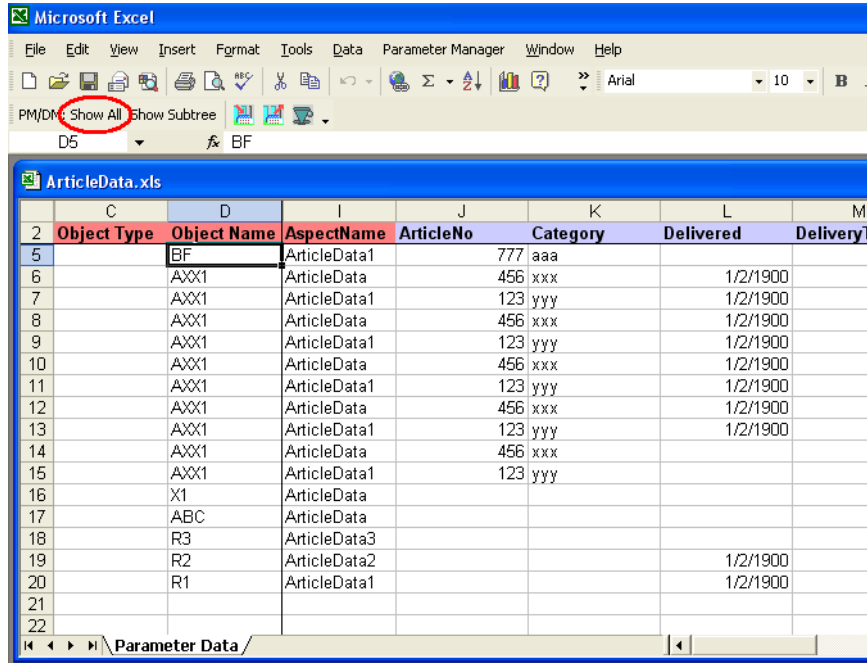 Microsoft Excel
File Edit View Insert Format Tools Data Parameter Manager Window Help
ABC Σ Arial 10 B
PM/DM: Show All Show Subtree
D5 fx BF
ArticleData.xls
C D I J K L M
2 Object Type Object Name AspectName ArticleNo Category Delivered
5 BF ArticleData1 777 aaa
6 AXX1 ArticleData 456 xxx 1/2/1900
7 AXX1 ArticleData1 123 yyy 1/2/1900
8 AXX1 ArticleData 456 xxx 1/2/1900
9 AXX1 ArticleData1 123 yyy 1/2/1900
10 AXX1 ArticleData 456 xxx 1/2/1900
11 AXX1 ArticleData1 123 yyy 1/2/1900
12 AXX1 ArticleData 456 xxx 1/2/1900
13 AXX1 ArticleData1 123 yyy 1/2/1900
14 AXX1 ArticleData 456 xxx
15 AXX1 ArticleData1 123 yyy
16 X1 ArticleData
17 ABC ArticleData
18 R3 ArticleData3
19 R2 ArticleData2 1/2/1900
20 R1 ArticleData1 1/2/1900
21
22
Parameter Data